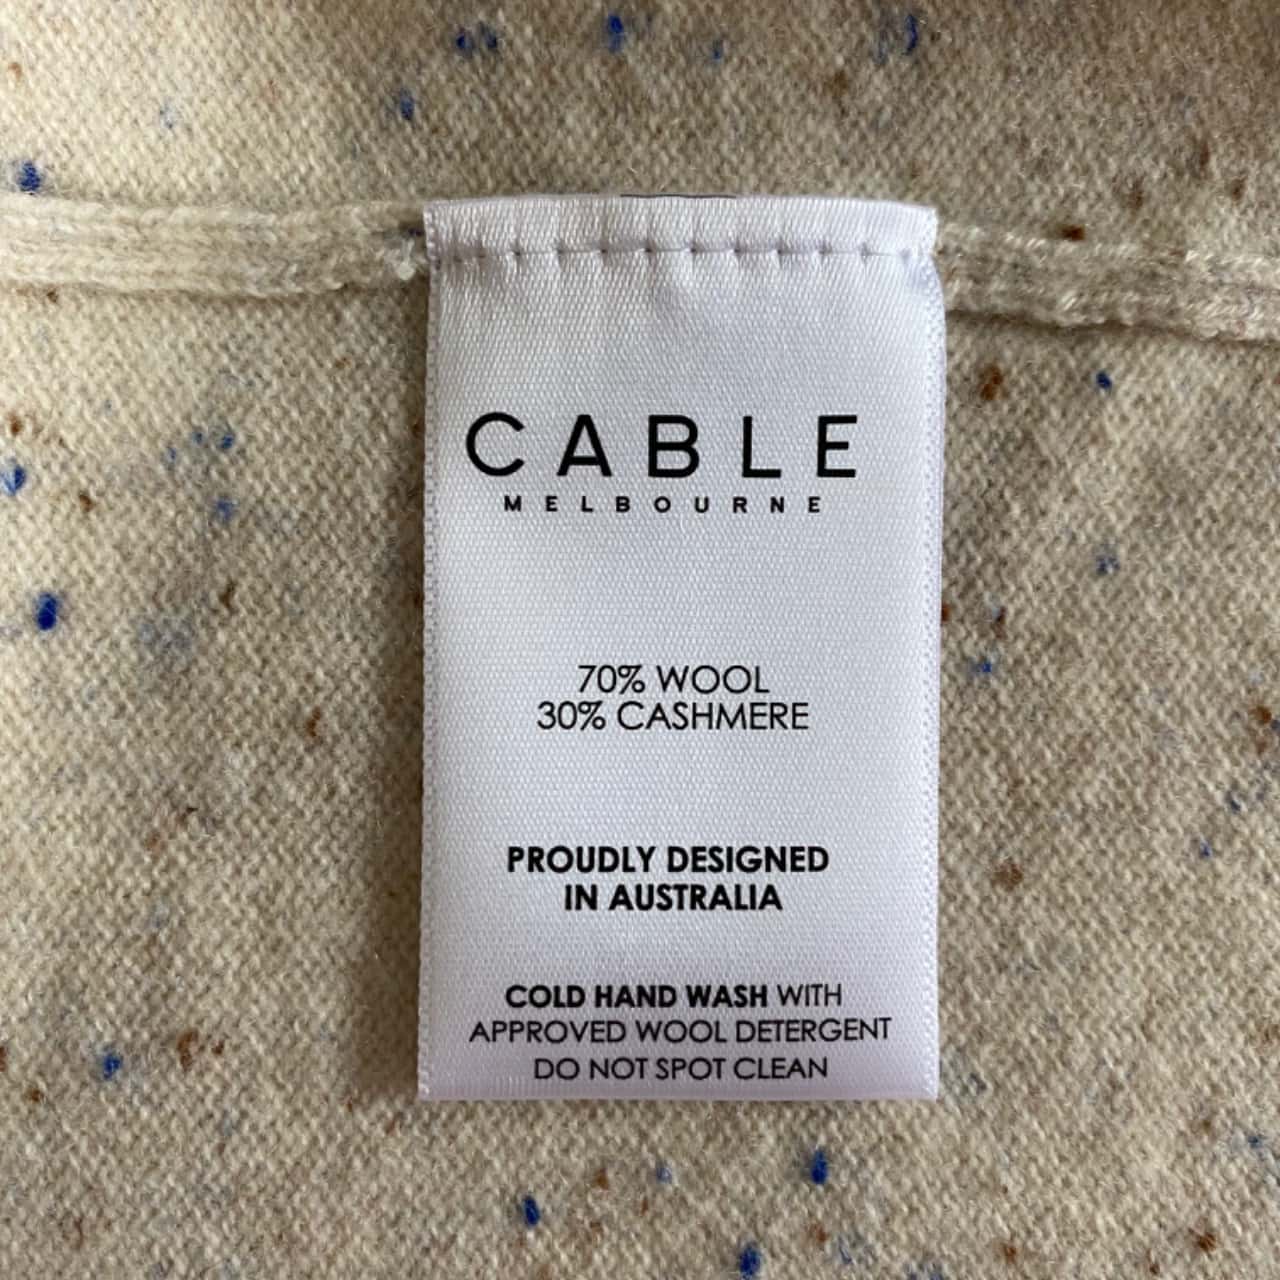 CABLE
MELBOURNE
70% WOOL
30% CASHMERE
PROUDLY DESIGNED
IN AUSTRALIA
COLD HAND WASH WITH
APPROVED WOOL DETERGENT
DO NOT SPOT CLEAN